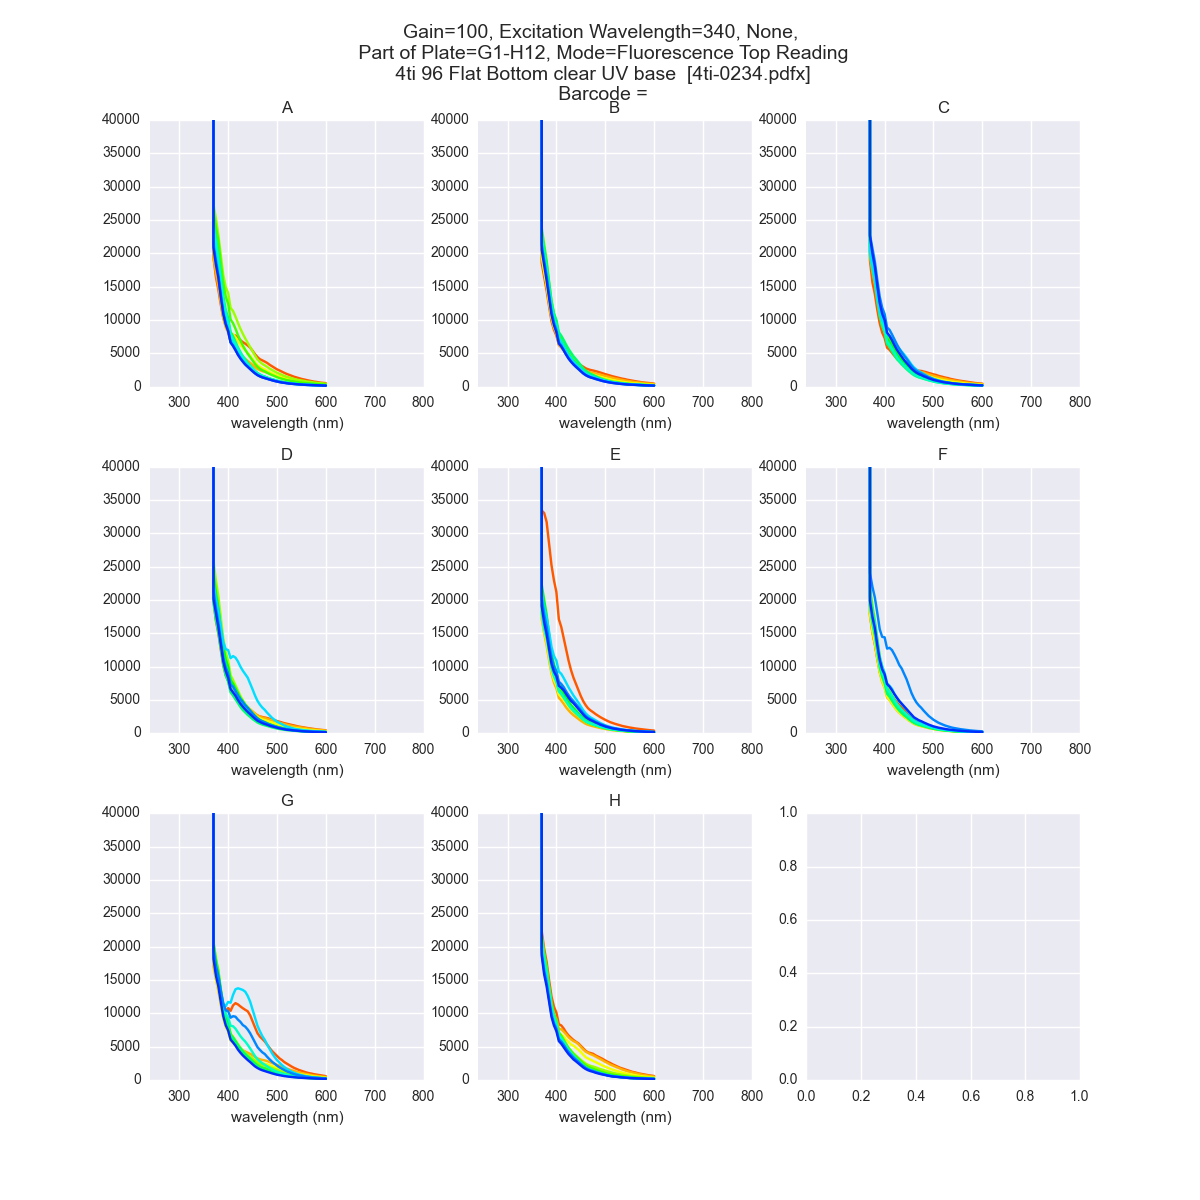 Gain=100, Excitation Wavelength=340, None,
Part of Plate=G1-H12, Mode=Fluorescence Top Reading
4ti 96 Flat Bottom clear UV base  [4ti-0234.pdfx]
Barcode =
A
B
C
40000 40000 40000
35000 35000 35000
30000 30000 30000
25000 25000 25000
20000 20000 20000
15000 15000 15000
10000 10000 10000
5000 5000 5000
0 0 0
300 400 500 600 700 800 300 400 500 600 700 800 300 400 500 600 700 800
wavelength (nm) wavelength (nm) wavelength (nm)
D
E
F
40000 40000 40000
35000 35000 35000
30000 30000 30000
25000 25000 25000
20000 20000 20000
15000 15000 15000
10000 10000 10000
5000 5000 5000
0 0 0
300 400 500 600 700 800 300 400 500 600 700 800 300 400 500 600 700 800
wavelength (nm) wavelength (nm) wavelength (nm)
G
H
40000 40000 1.0
35000 35000
30000 30000 0.8
25000 25000
20000 20000 0.6
15000 15000 0.4
10000 10000
5000 5000 0.2
0 0 0.0
300 400 500 600 700 800 300 400 500 600 700 800 0.0 0.2 0.4 0.6 0.8 1.0
wavelength (nm) wavelength (nm)